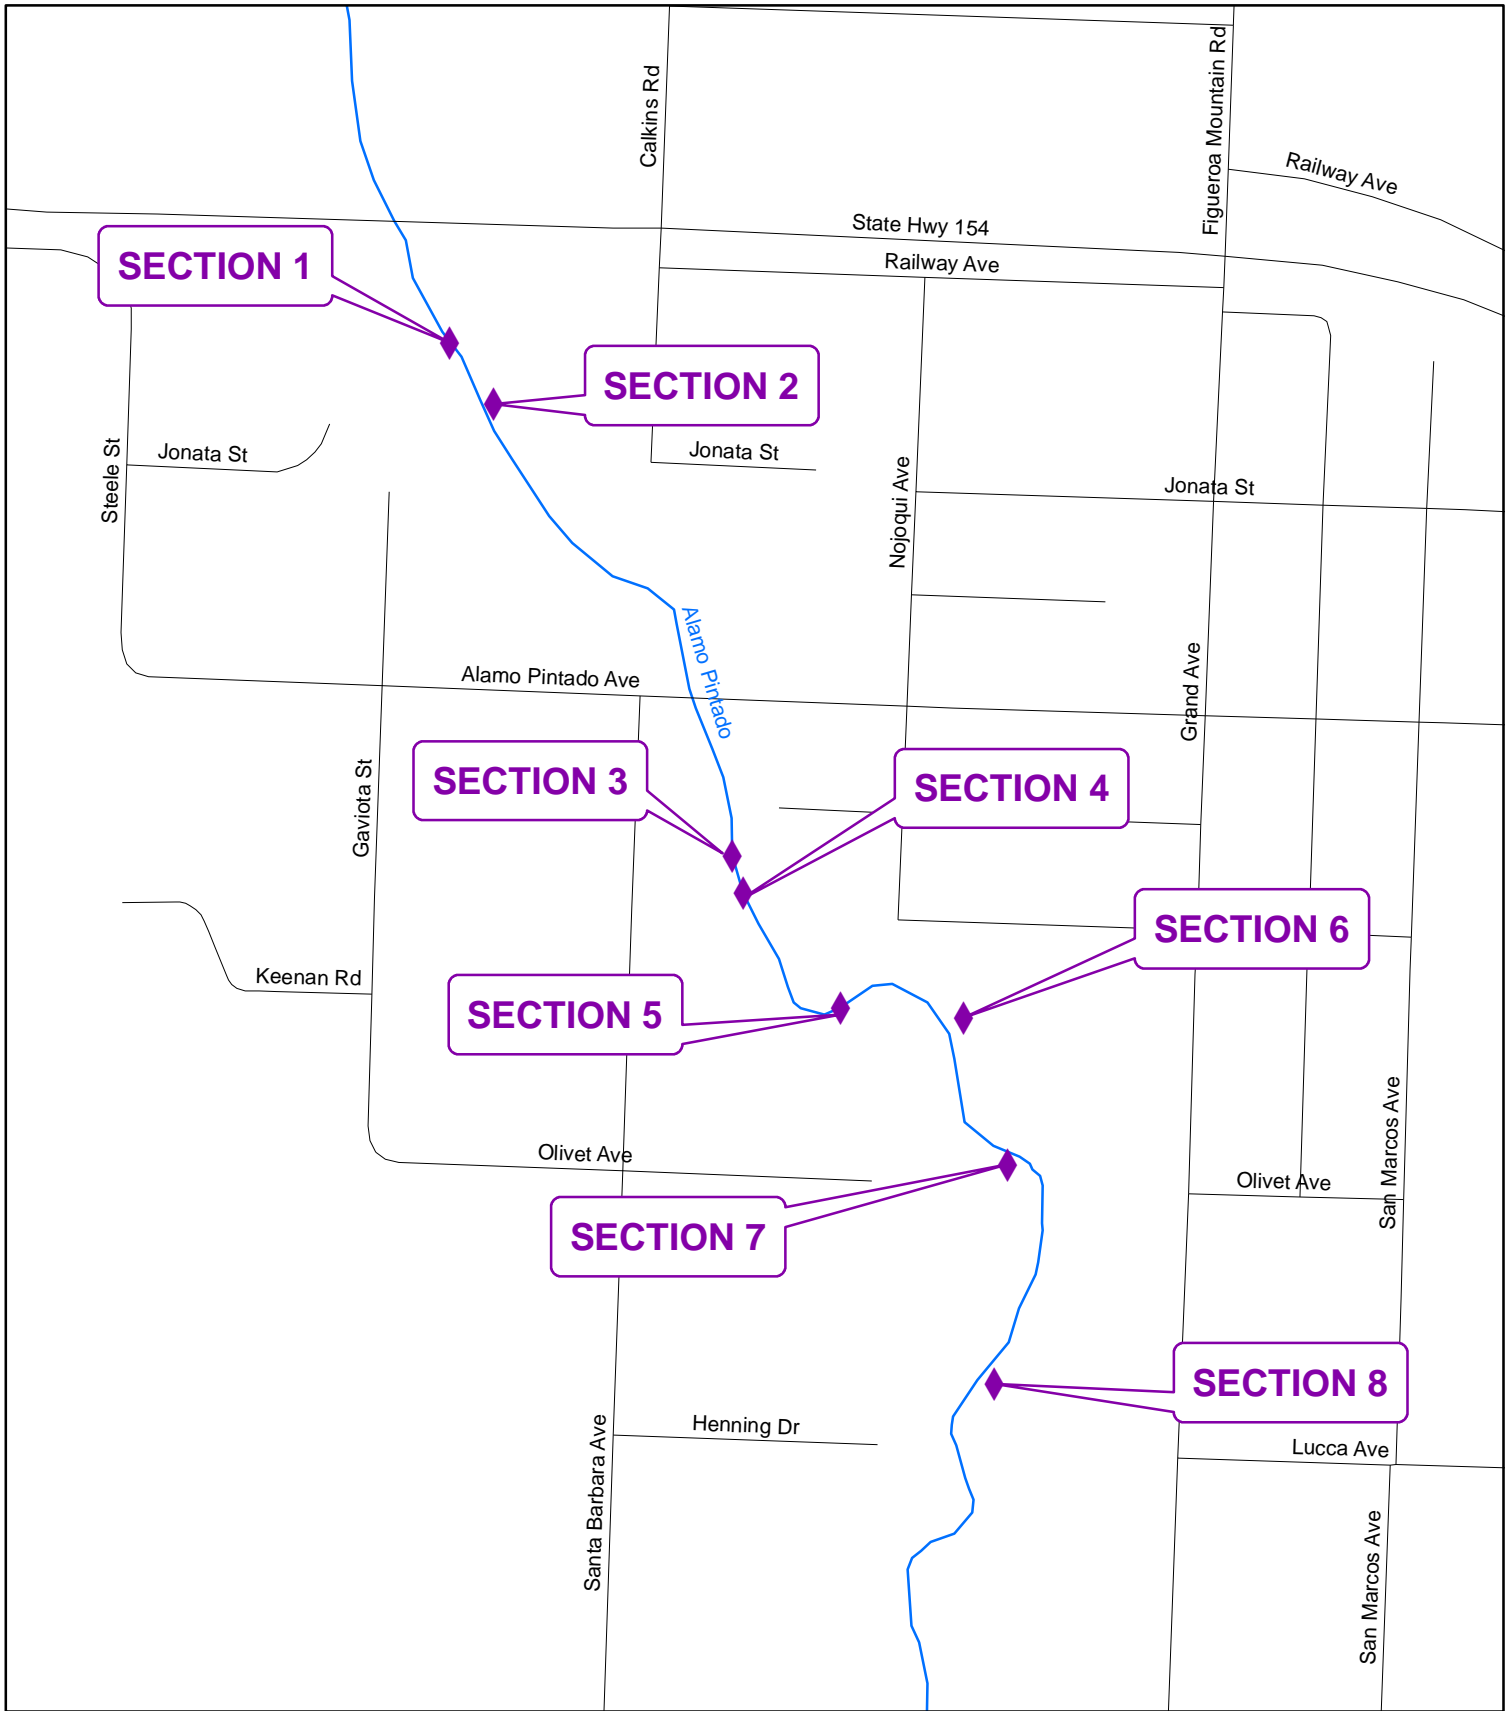 Figueroa Mountain Rd
Calkins Rd
Railway Ave
State Hwy 154
Railway Ave
SECTION 1
SECTION 2
Jonata St
Jonata St
Steele St
Nojoqui Ave
Jonata St
Alamo Pintado
Alamo Pintado Ave
Grand Ave
SECTION 3
SECTION 4
Gaviota St
SECTION 6
Keenan Rd
SECTION 5
San Marcos Ave
Olivet Ave
Olivet Ave
SECTION 7
SECTION 8
Henning Dr
Lucca Ave
Santa Barbara Ave
San Marcos Ave